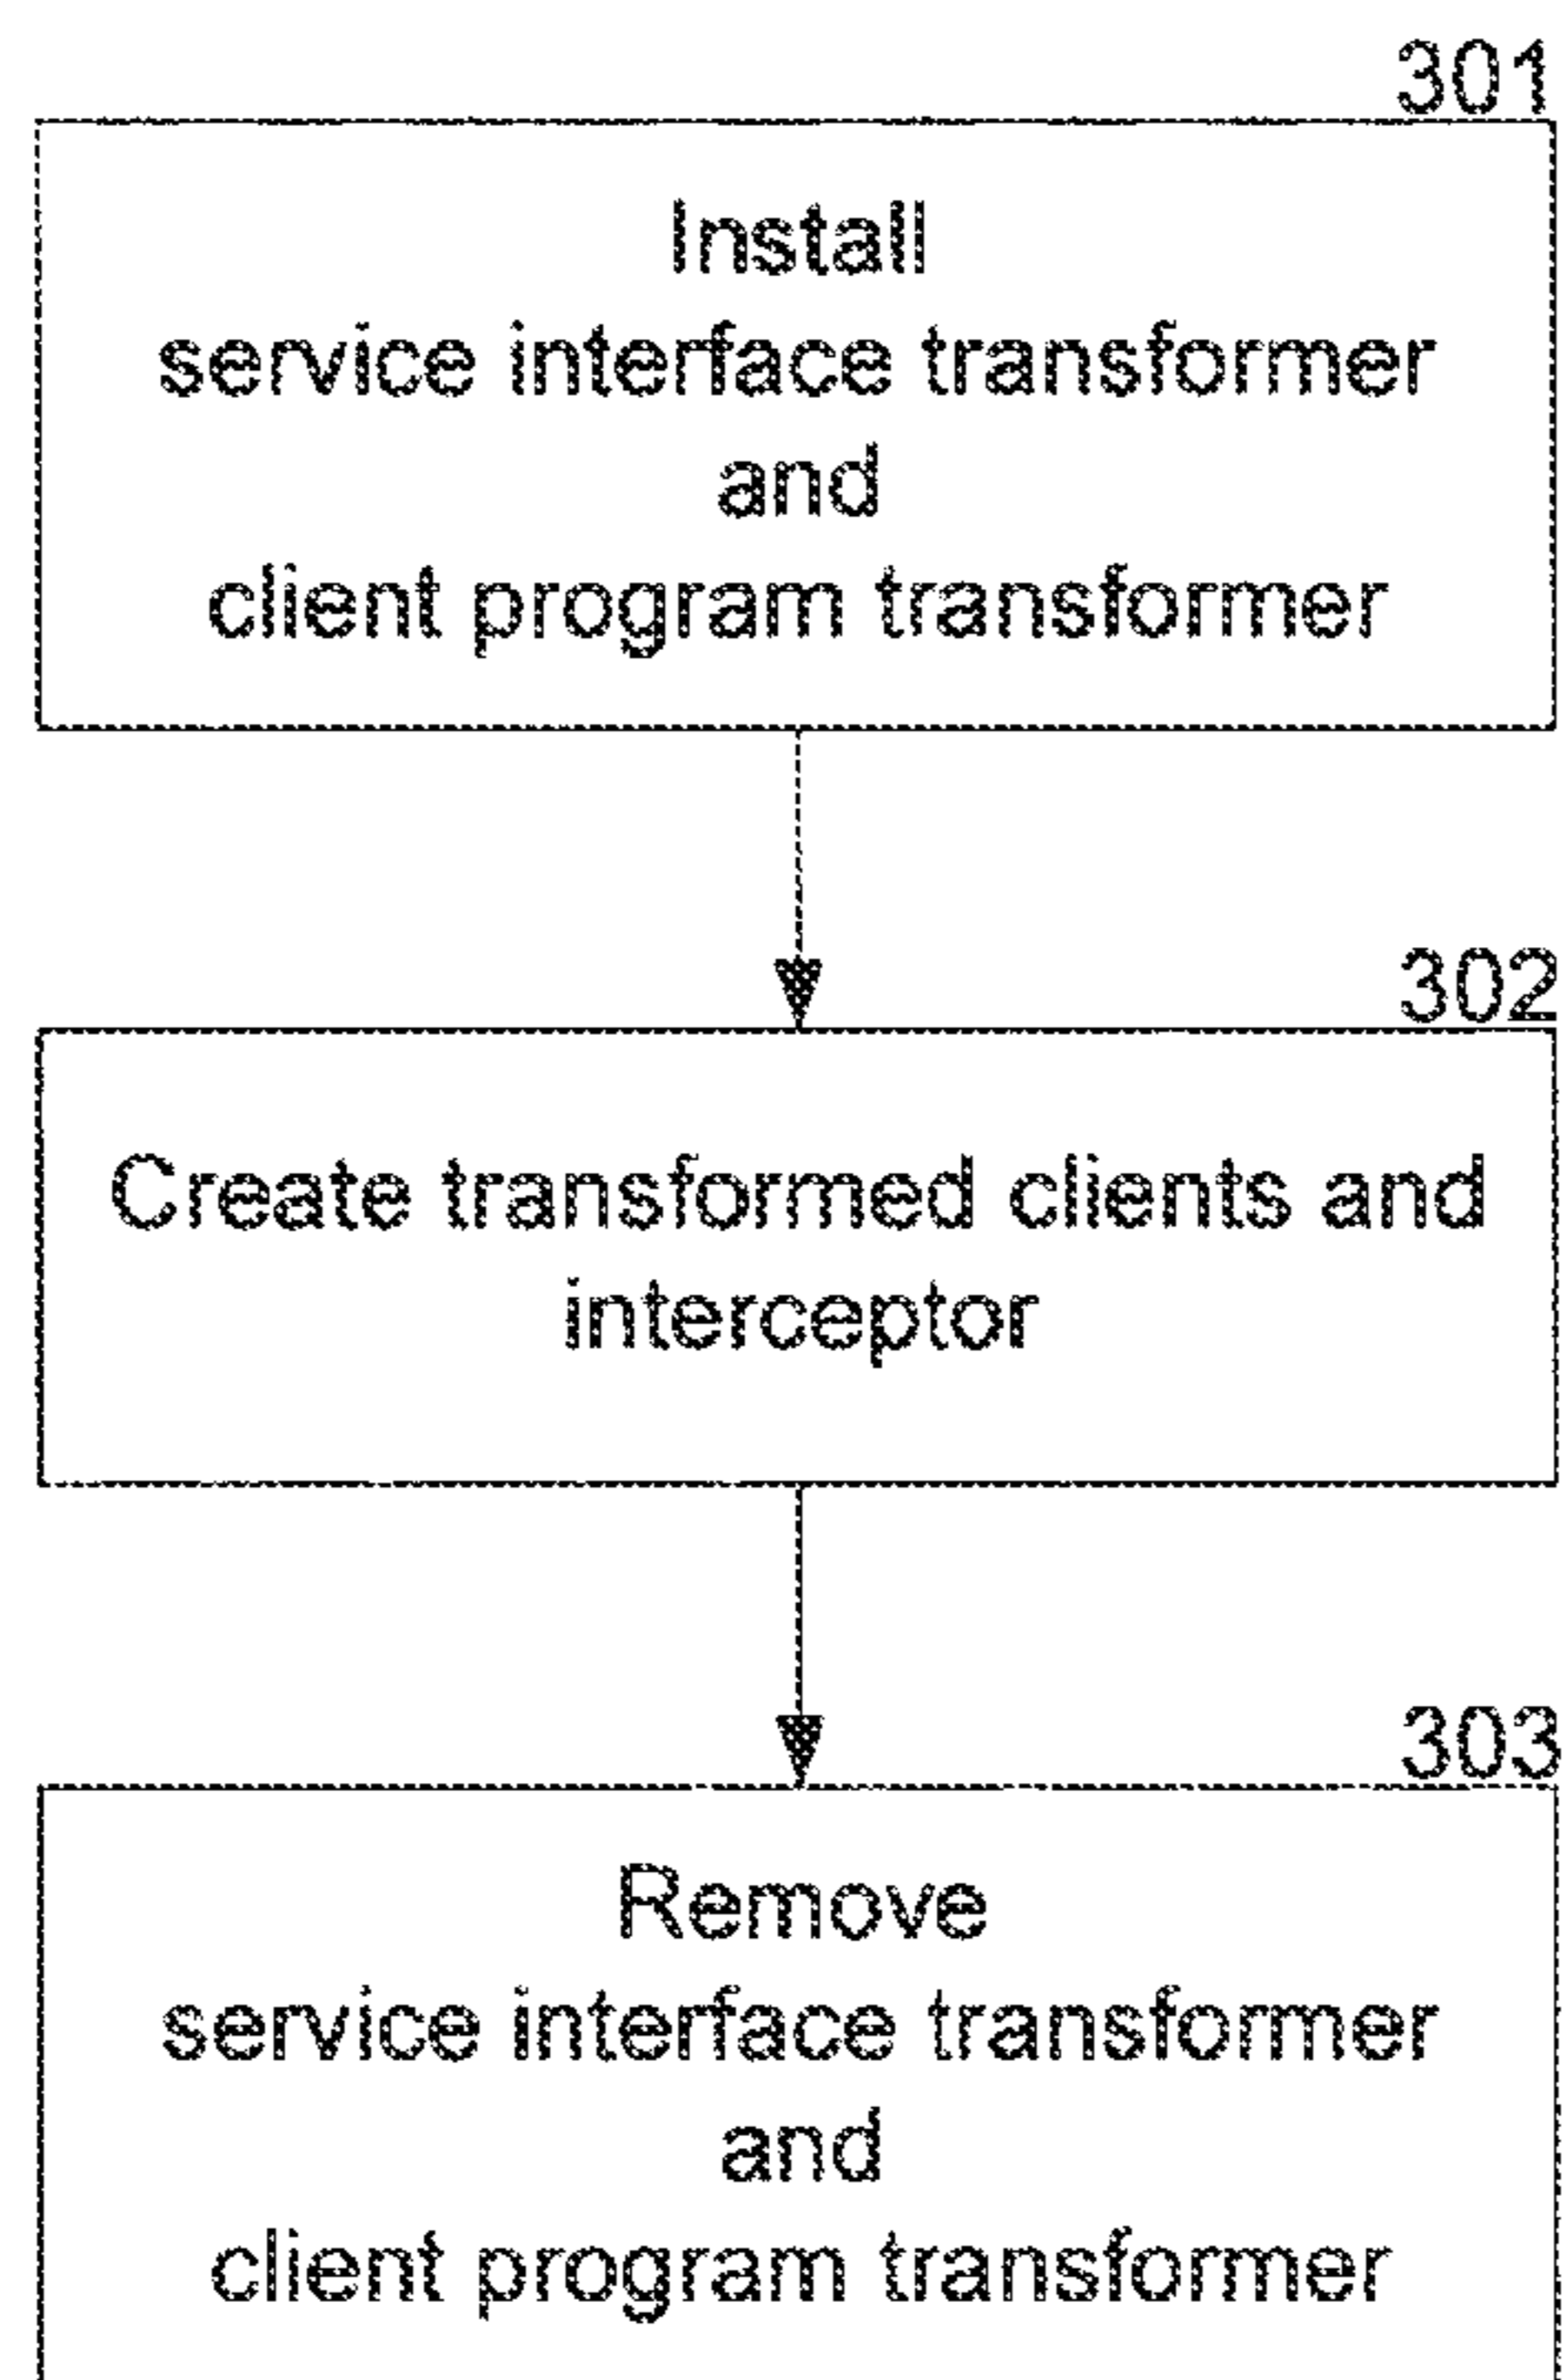 301
Install
service interface transformer
and
client program transformer
302
Create transformed clients and
interceptor
303
Remove
service interface transformer
and
client program transformer